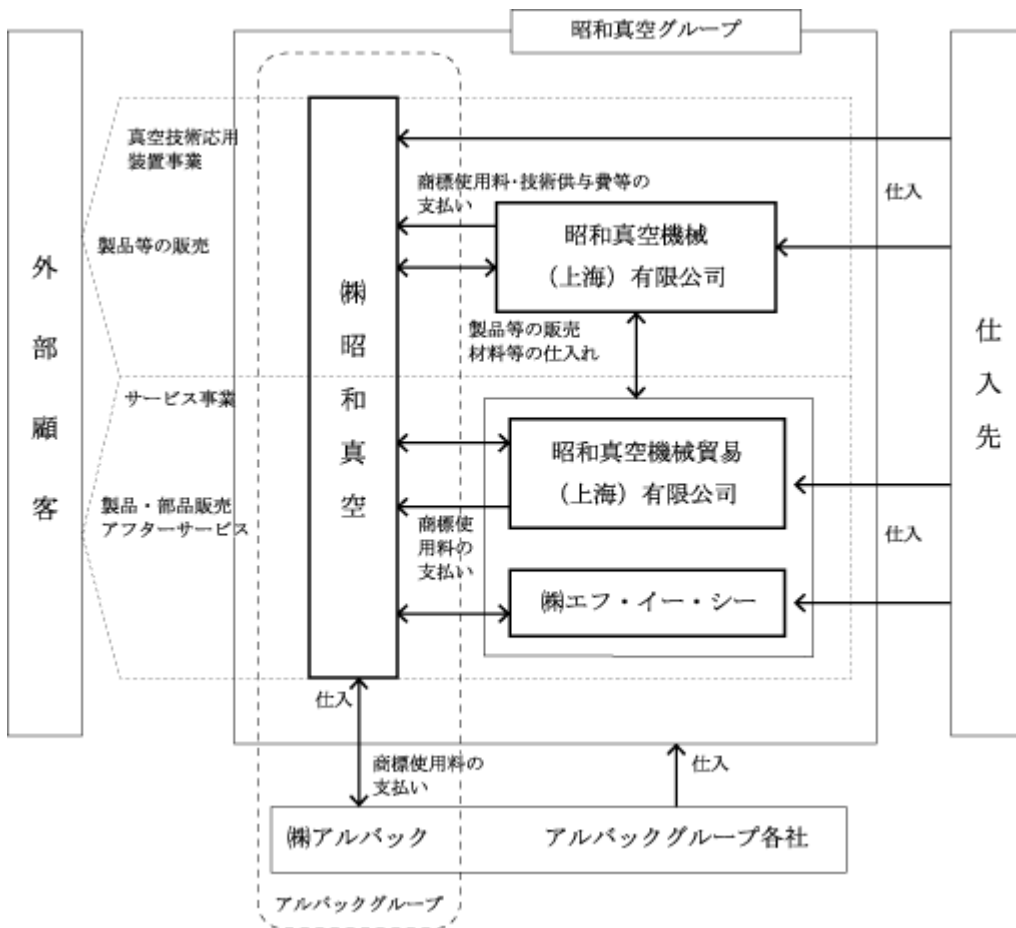 昭和真空グループ
真空技術応用
装置事業
商標使用料・技術供与費等の
支払い
仕入
昭和真空機械
（上海）有限公司
製品等の販売
外部顧客
㈱昭和真空
仕入先
製品等の販売
材料等の仕入れ
サービス事業
昭和真空機械貿易
（上海）有限公司
製品・部品販売
アフターサービス
商標使
用料の
支払い
仕入
㈱エフ・イー・シー
仕入
商標使用料の
支払い
仕入
㈱アルバック
アルバックグループ各社
アルバックグループ